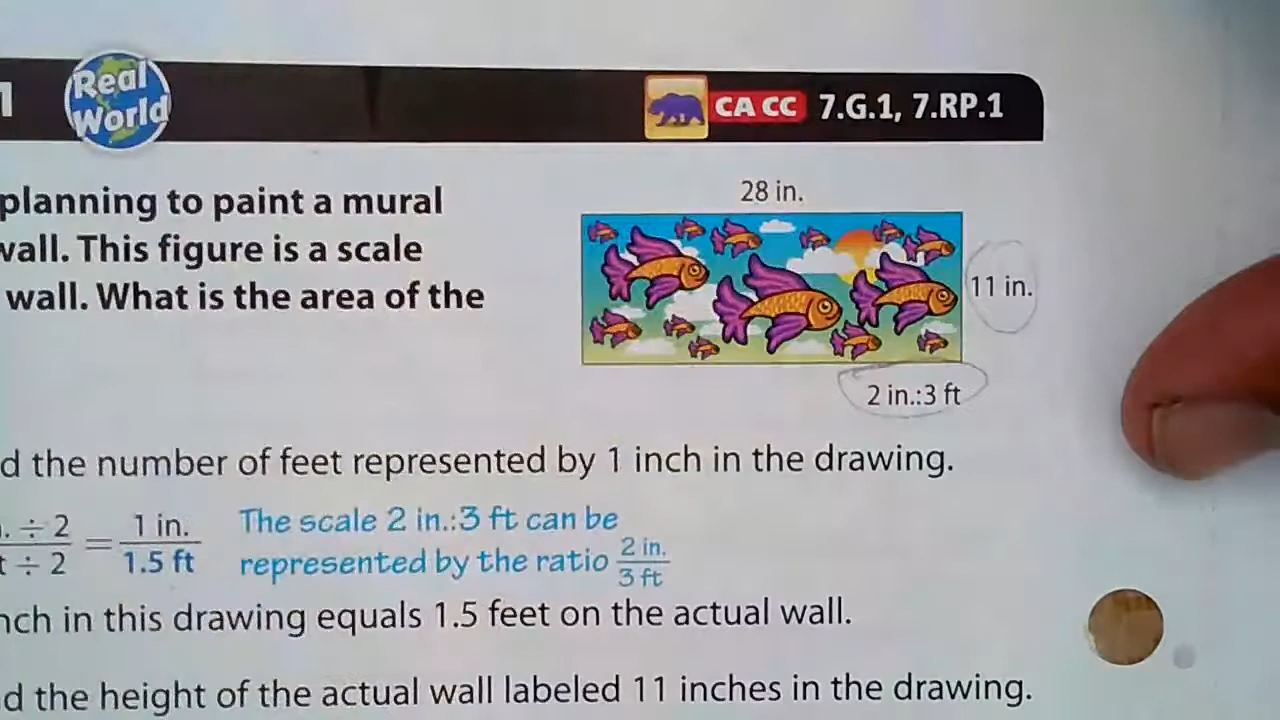 1
Real World
CA CC 7.G.1, 7.RP.1
planning to paint a mural
wall. This figure is a scale
wall. What is the area of the
28 in.
11 in.
2 in.:3 ft
d the number of feet represented by 1 inch in the drawing.
. ÷ 2 / t ÷ 2 = 1 in. / 1.5 ft
The scale 2 in.:3 ft can be
represented by the ratio 2 in. / 3 ft
nch in this drawing equals 1.5 feet on the actual wall.
d the height of the actual wall labeled 11 inches in the drawing.